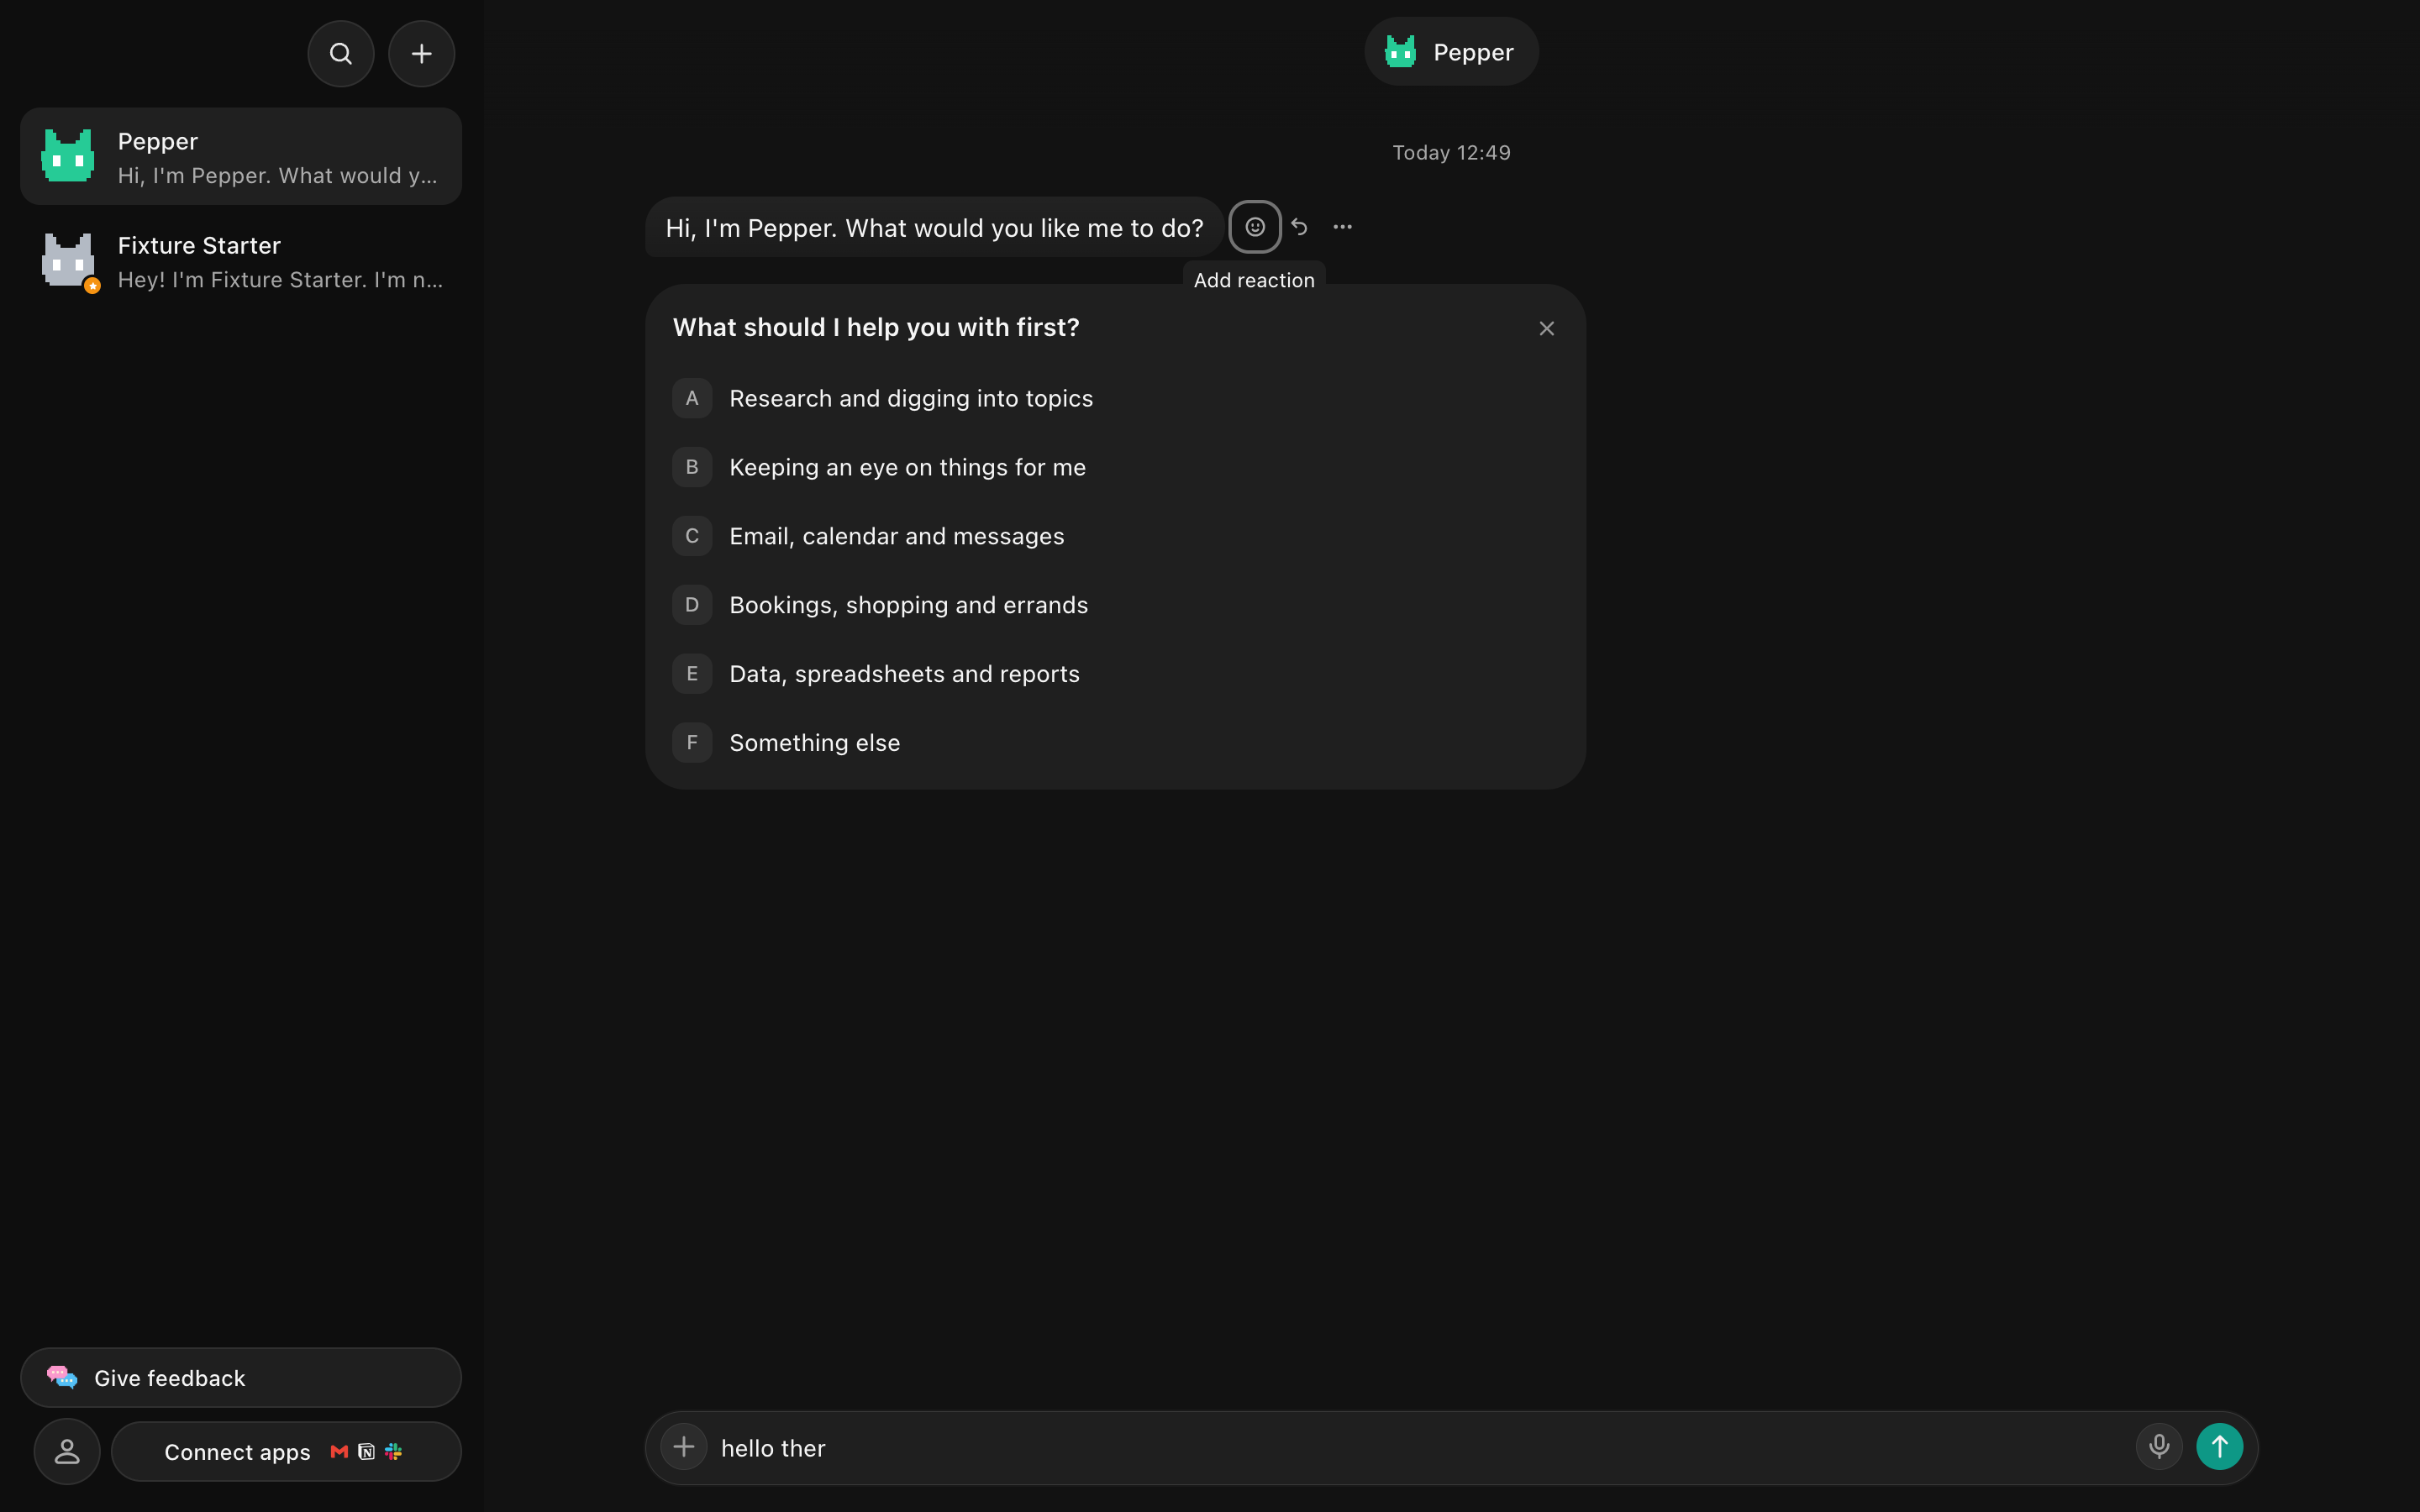 Pepper
Hi, I'm Pepper. What would y...
Fixture Starter
Hey! I'm Fixture Starter. I'm n...
Give feedback
Connect apps
Pepper
Today 12:49
Hi, I'm Pepper. What would you like me to do?
Add reaction
What should I help you with first?
A Research and digging into topics
B Keeping an eye on things for me
C Email, calendar and messages
D Bookings, shopping and errands
E Data, spreadsheets and reports
F Something else
hello ther